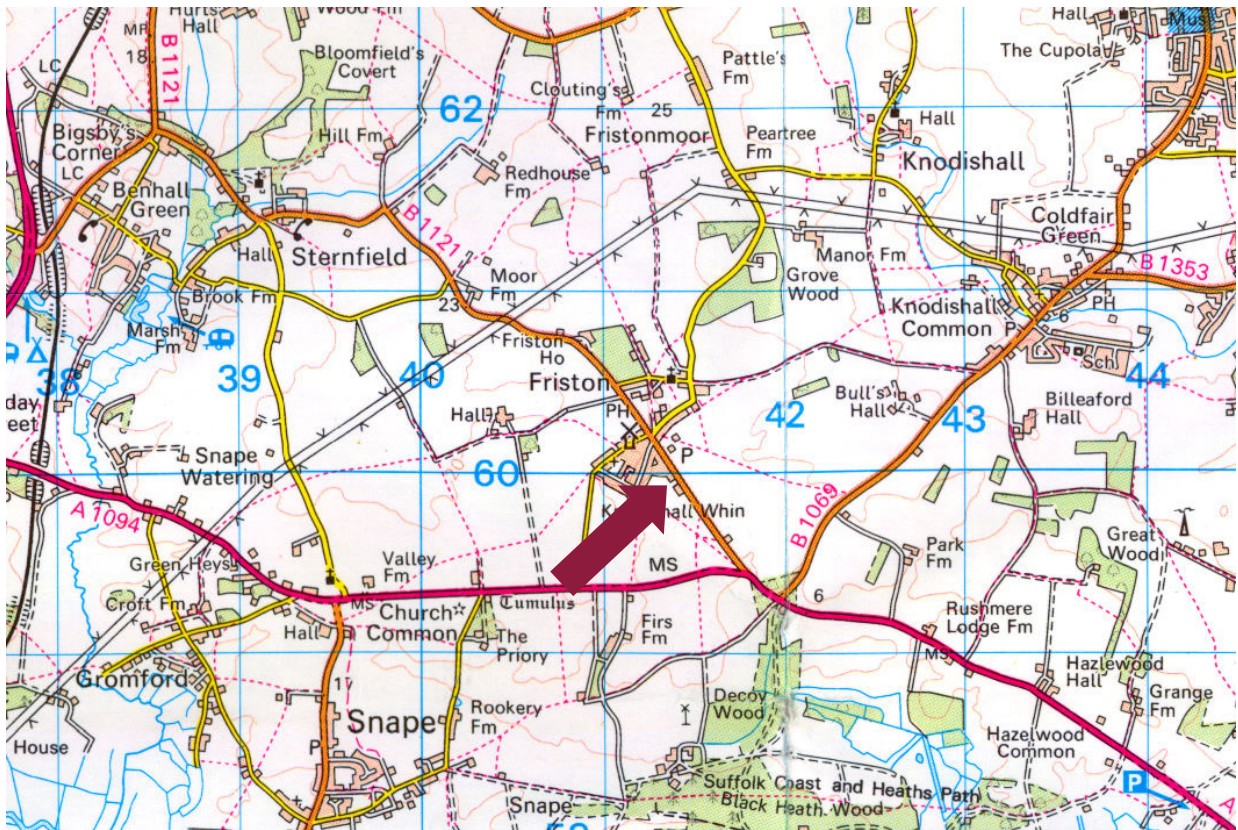 Hurts
Hall
Wood Fm
MP
18
B 1121
LC
Bloomfield's
Covert
Clouting's
Fm
Pattle's
Fm
Hall
Mus
The Cupola
62
25
Fristonmoor
Bigsby's
Corner
LC
Hill Fm
Peartree
Fm
Hall
Knodishall
Benhall
Green
Redhouse
Fm
B 1121
Coldfair
Green
Hall
Sternfield
Moor
Fm
Manor Fm
B 1353
Brook Fm
23
Grove
Wood
Knodishall
Common
PH
6
P
Marsh
Fm
Friston
Ho
Sch
38
39
40
Friston
42
43
44
day
eet
Hall
PH
Bull's
Hall
Billeaford
Hall
Snape
Watering
60
P
A 1094
B 1069
Great
Wood
Whin
Green Heys
Valley
Fm
MS
Park
Fm
Croft Fm
MS
Church
Common
Tumulus
6
Hall
The
Priory
Firs
Fm
Rushmere
Lodge Fm
MS
Gromford
17
Hazlewood
Hall
Snape
Rookery
Fm
Decoy
Wood
Grange
Fm
House
P
Hazelwood
Common
Suffolk Coast and Heaths Path
P
Snape
Black Heath Wood
A